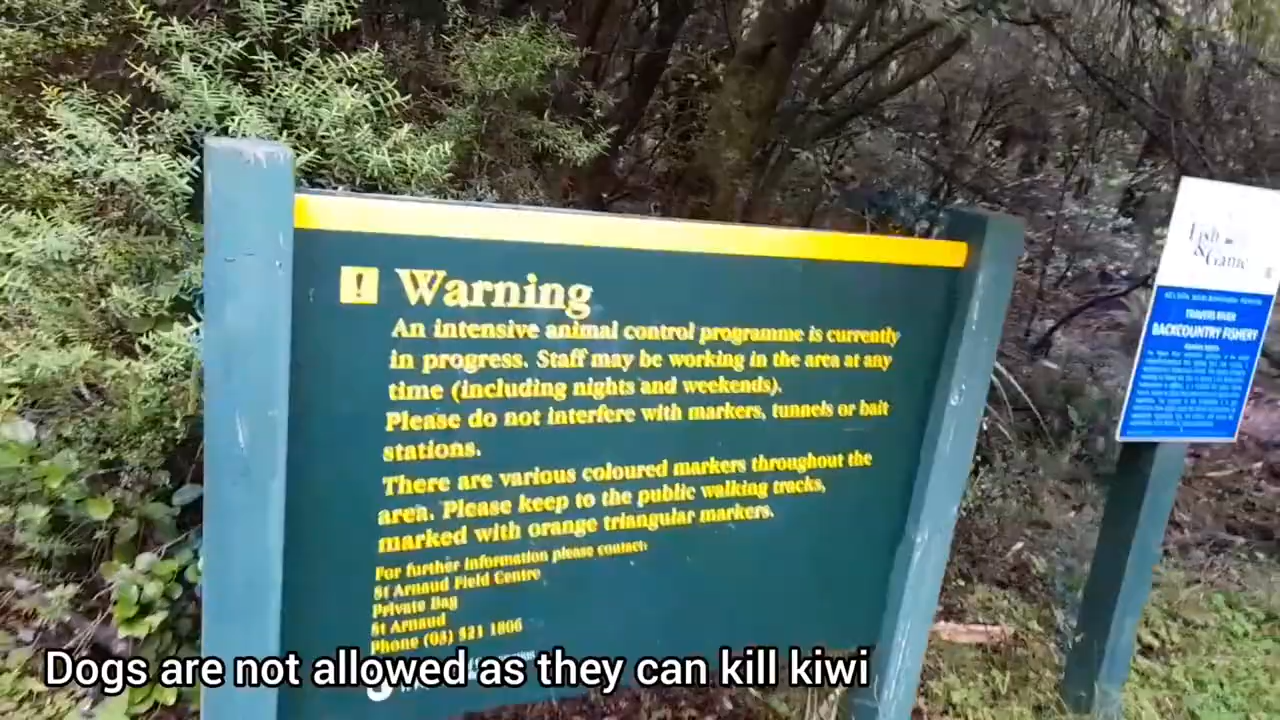 ! Warning
An intensive animal control programme is currently
in progress. Staff may be working in the area at any
time (including nights and weekends).
Please do not interfere with markers, tunnels or bait
stations.
There are various coloured markers throughout the
area. Please keep to the public walking tracks,
marked with orange triangular markers.
For further information please contact:
St Arnaud Field Centre
Private Bag
St Arnaud
Phone (03) 521 1806
Fish
& Game
TRAVERS RIVER
BACKCOUNTRY FISHERY
Dogs are not allowed as they can kill kiwi